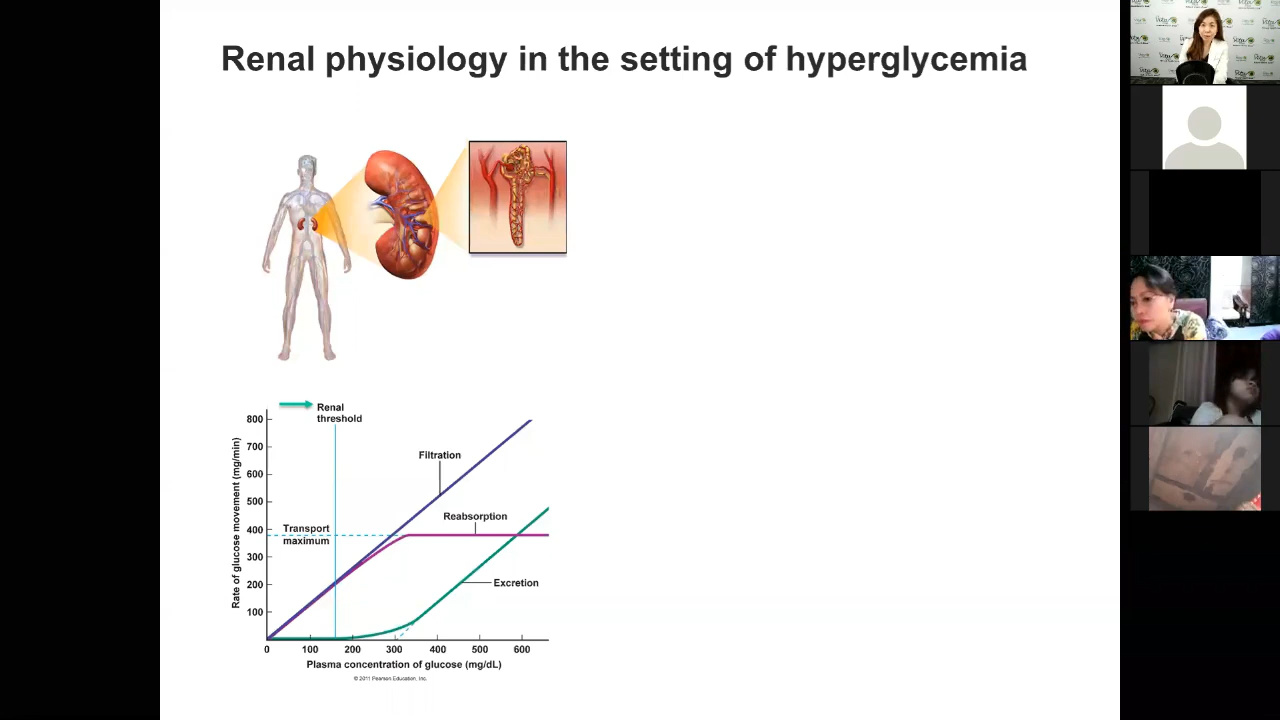 Renal physiology in the setting of hyperglycemia
Renal
threshold
800
700
600
500
400
300
200
100
Rate of glucose movement (mg/min)
Filtration
Reabsorption
Transport
maximum
Excretion
0 100 200 300 400 500 600
Plasma concentration of glucose (mg/dL)
© 2011 Pearson Education, Inc.